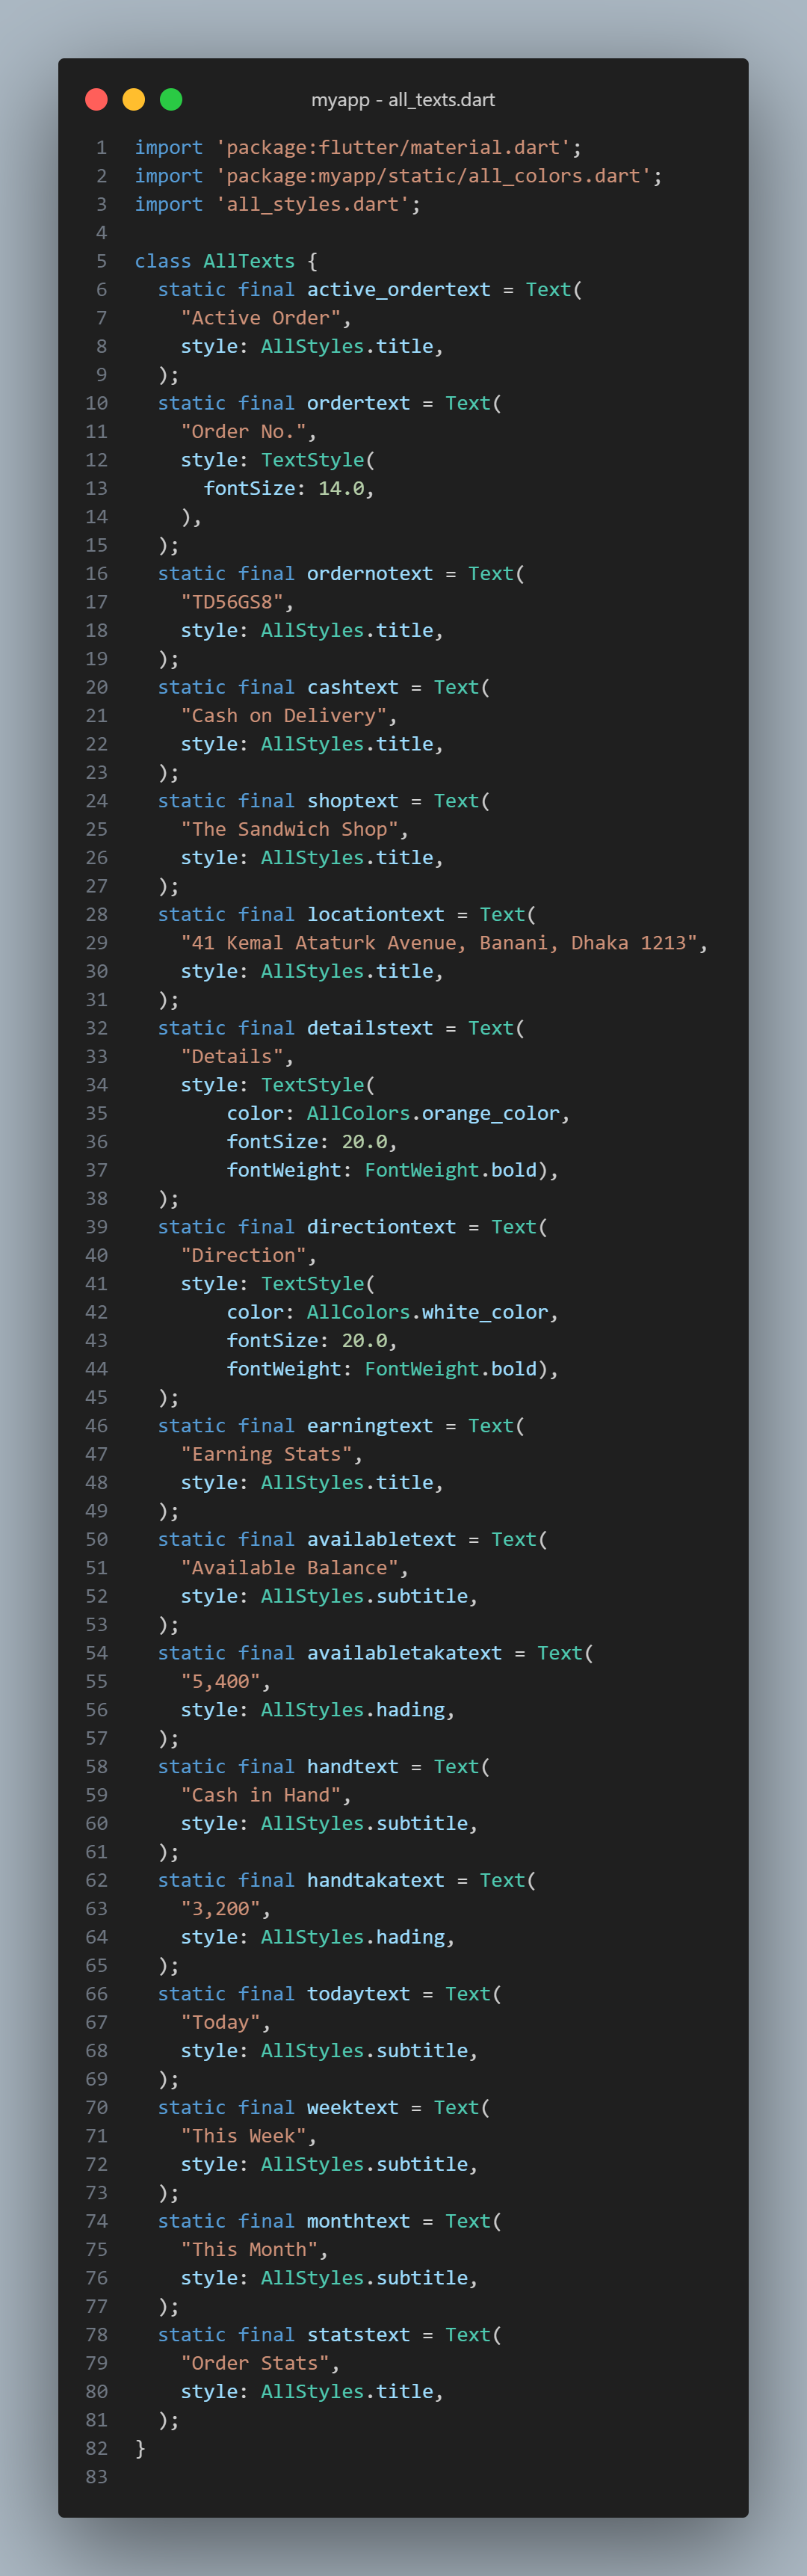 myapp - all_texts.dart
1 import 'package:flutter/material.dart';
2 import 'package:myapp/static/all_colors.dart';
3 import 'all_styles.dart';
4
5 class AllTexts {
6   static final active_ordertext = Text(
7     "Active Order",
8     style: AllStyles.title,
9   );
10   static final ordertext = Text(
11     "Order No.",
12     style: TextStyle(
13       fontSize: 14.0,
14     ),
15   );
16   static final ordernotext = Text(
17     "TD56GS8",
18     style: AllStyles.title,
19   );
20   static final cashtext = Text(
21     "Cash on Delivery",
22     style: AllStyles.title,
23   );
24   static final shoptext = Text(
25     "The Sandwich Shop",
26     style: AllStyles.title,
27   );
28   static final locationtext = Text(
29     "41 Kemal Ataturk Avenue, Banani, Dhaka 1213",
30     style: AllStyles.title,
31   );
32   static final detailstext = Text(
33     "Details",
34     style: TextStyle(
35         color: AllColors.orange_color,
36         fontSize: 20.0,
37         fontWeight: FontWeight.bold),
38   );
39   static final directiontext = Text(
40     "Direction",
41     style: TextStyle(
42         color: AllColors.white_color,
43         fontSize: 20.0,
44         fontWeight: FontWeight.bold),
45   );
46   static final earningtext = Text(
47     "Earning Stats",
48     style: AllStyles.title,
49   );
50   static final availabletext = Text(
51     "Available Balance",
52     style: AllStyles.subtitle,
53   );
54   static final availabletakatext = Text(
55     "5,400",
56     style: AllStyles.hading,
57   );
58   static final handtext = Text(
59     "Cash in Hand",
60     style: AllStyles.subtitle,
61   );
62   static final handtakatext = Text(
63     "3,200",
64     style: AllStyles.hading,
65   );
66   static final todaytext = Text(
67     "Today",
68     style: AllStyles.subtitle,
69   );
70   static final weektext = Text(
71     "This Week",
72     style: AllStyles.subtitle,
73   );
74   static final monthtext = Text(
75     "This Month",
76     style: AllStyles.subtitle,
77   );
78   static final statstext = Text(
79     "Order Stats",
80     style: AllStyles.title,
81   );
82 }
83